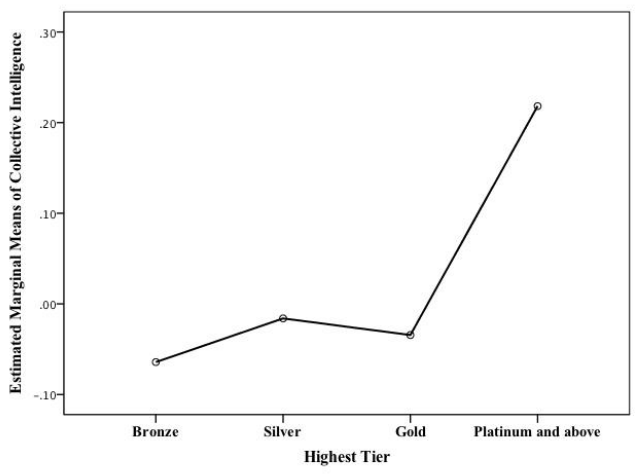 Estimated Marginal Means of Collective Intelligence
.30
.20
.10
.00
-.10
Bronze
Silver
Gold
Platinum and above
Highest Tier